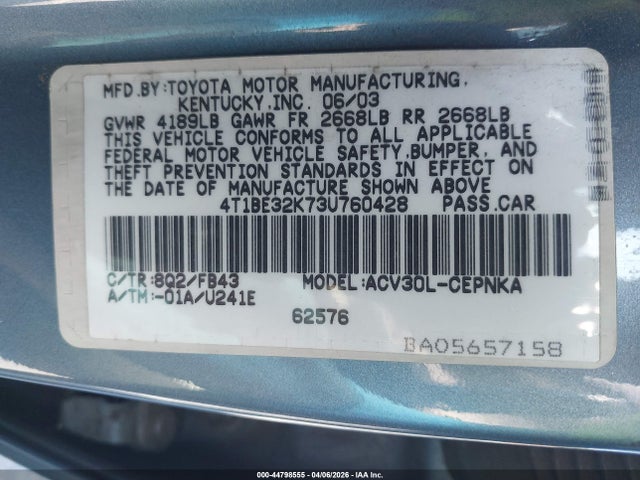 MFD.BY:TOYOTA MOTOR MANUFACTURING,
KENTUCKY,INC. 06/03
GVWR 4189LB GAWR FR 2668LB RR 2668LB
THIS VEHICLE CONFORMS TO ALL APPLICABLE
FEDERAL MOTOR VEHICLE SAFETY,BUMPER, AND
THEFT PREVENTION STANDARDS IN EFFECT ON
THE DATE OF MANUFACTURE SHOWN ABOVE
4T1BE32K73U760428 PASS.CAR
C/TR:8Q2/FB43 MODEL:ACV30L-CEPNKA
A/TM:-01A/U241E
62576
BA05657158
000-44798555 - 04/06/2026 - IAA Inc.